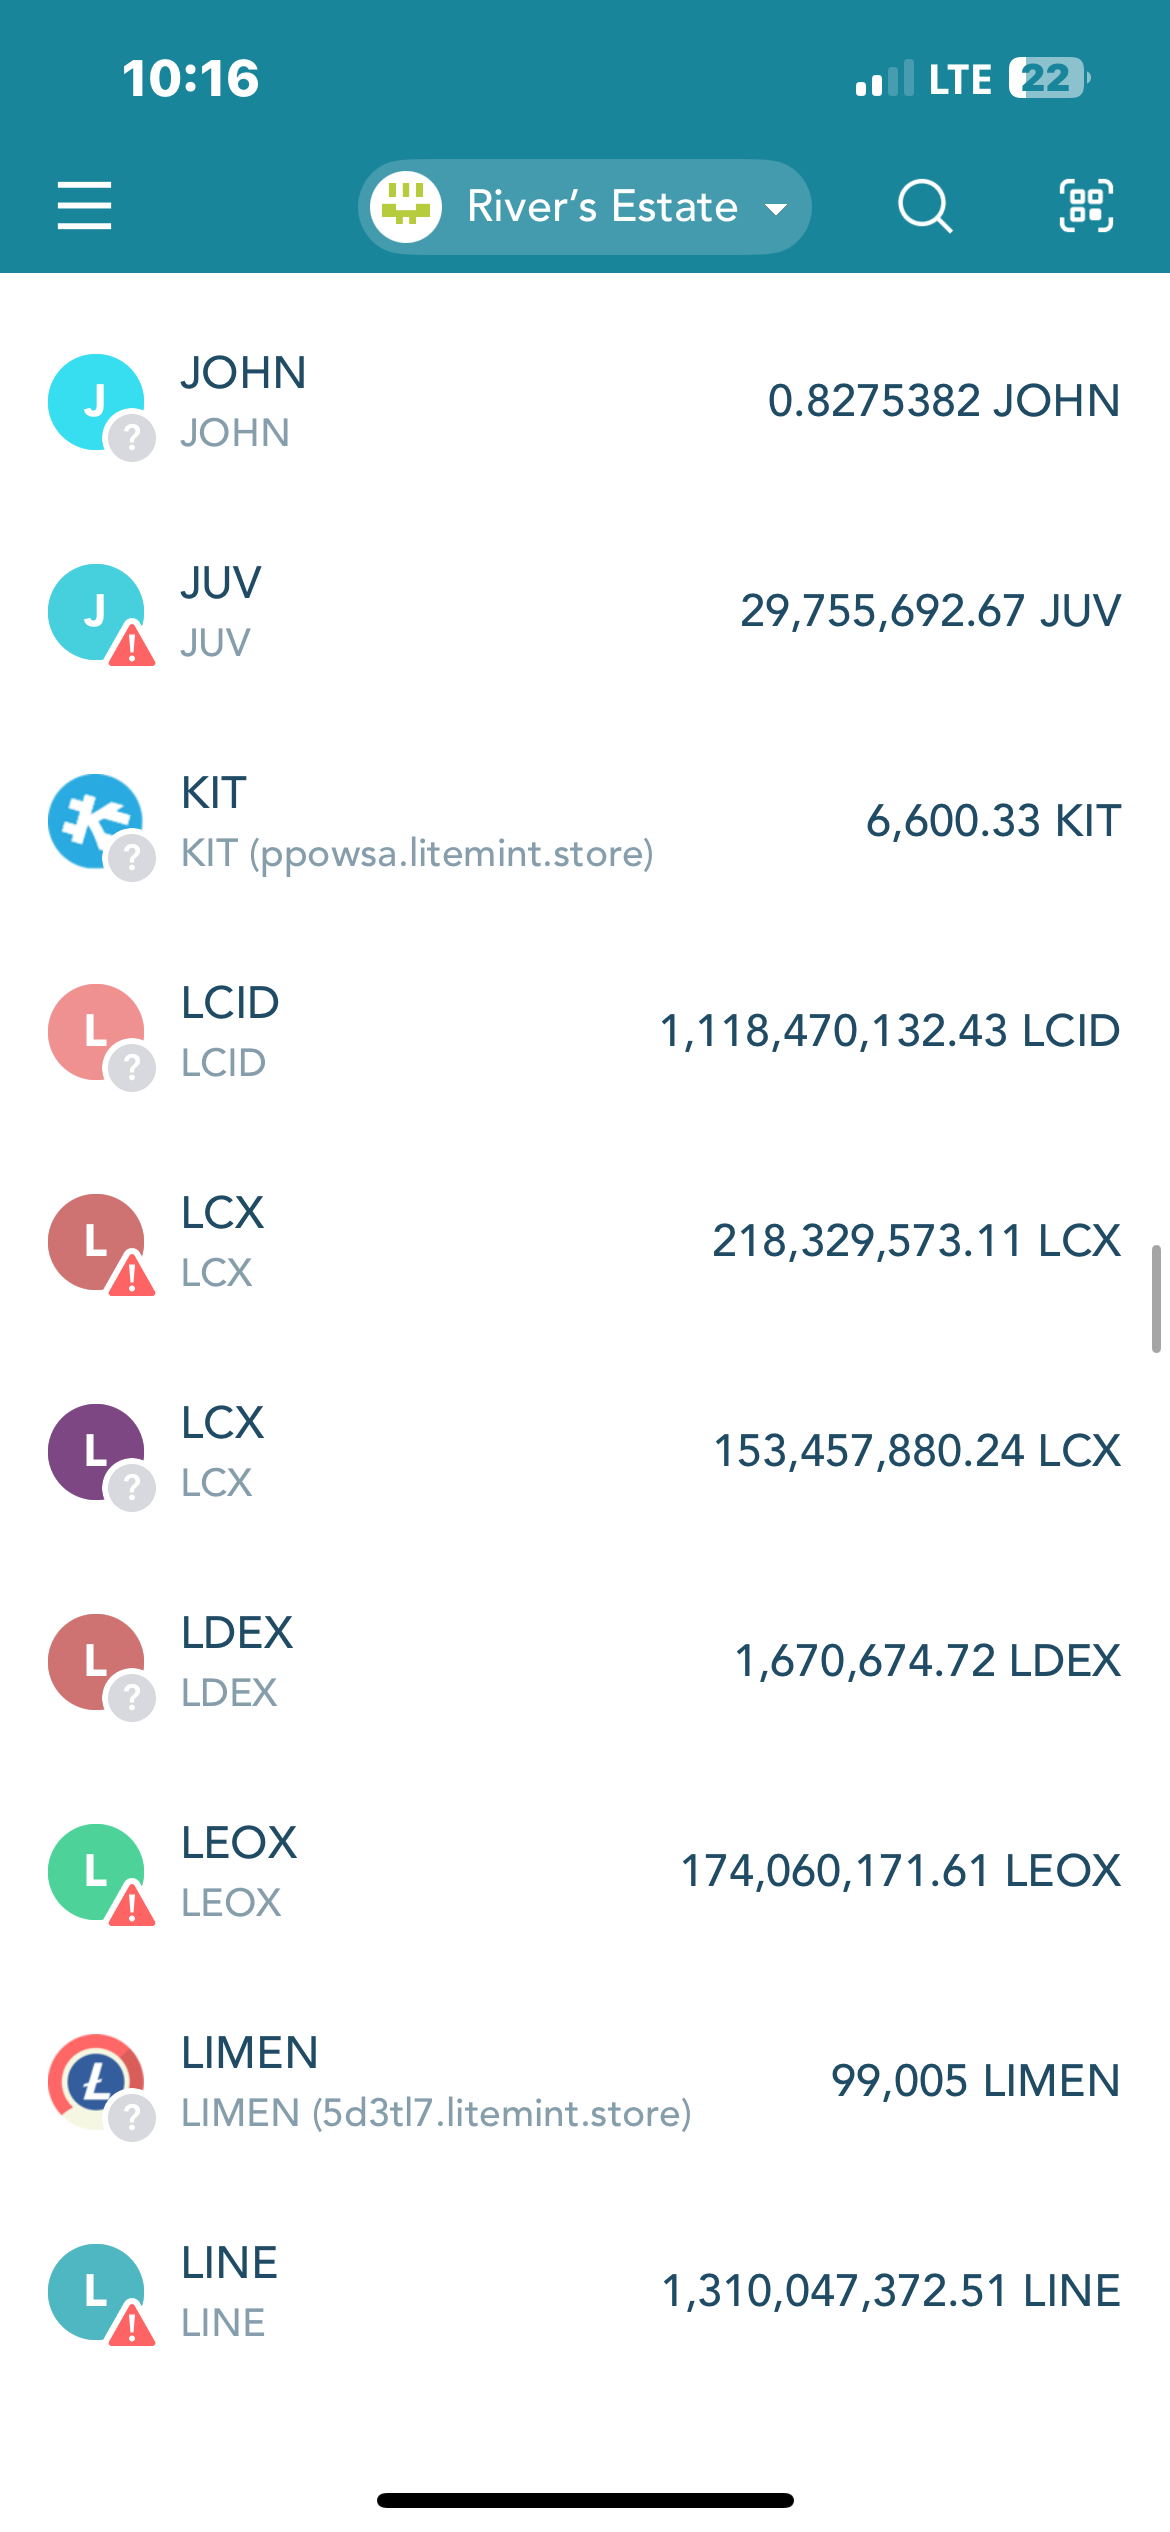 10:16
LTE 22
River's Estate
J
?
JOHN
JOHN
0.8275382 JOHN
J
!
JUV
JUV
29,755,692.67 JUV
?
KIT
KIT (ppowsa.litemint.store)
6,600.33 KIT
L
?
LCID
LCID
1,118,470,132.43 LCID
L
!
LCX
LCX
218,329,573.11 LCX
L
?
LCX
LCX
153,457,880.24 LCX
L
?
LDEX
LDEX
1,670,674.72 LDEX
L
!
LEOX
LEOX
174,060,171.61 LEOX
Ł
?
LIMEN
LIMEN (5d3tl7.litemint.store)
99,005 LIMEN
L
!
LINE
LINE
1,310,047,372.51 LINE